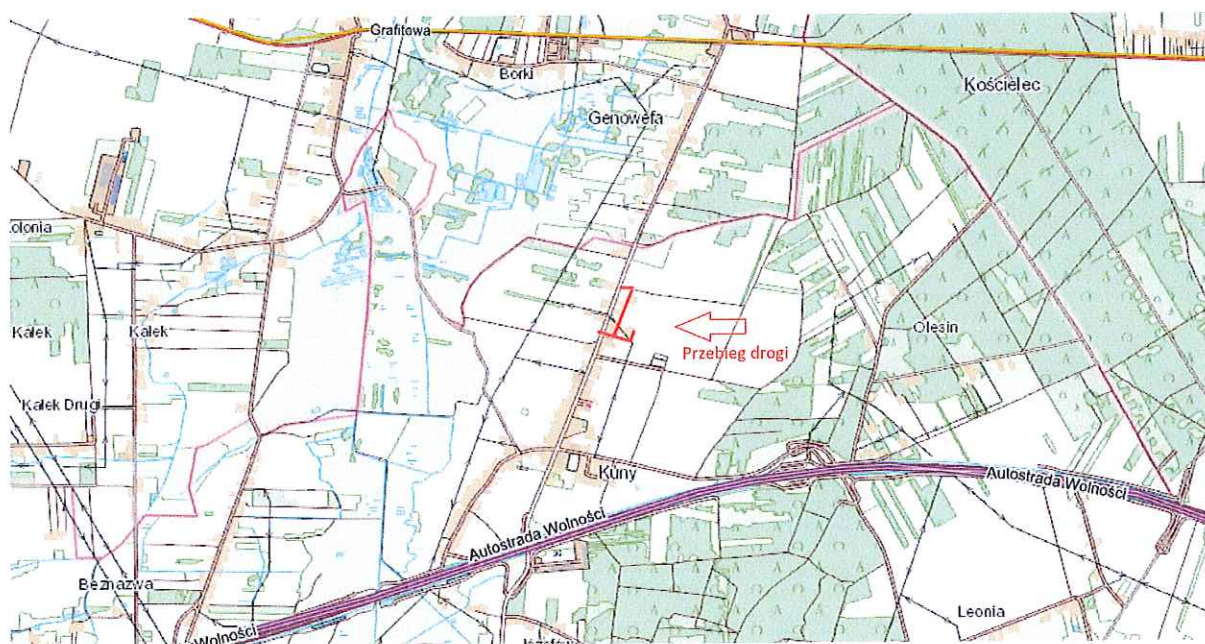 Grafitowa
Borki
Kościelec
Genowefa
olonia
Kałek
Kałek
Olesin
Przebieg drogi
Kałek Drugi
Kuny
Autostrada Wolności
Autostrada Wolności
Beznazwa
Leonia
Wolności